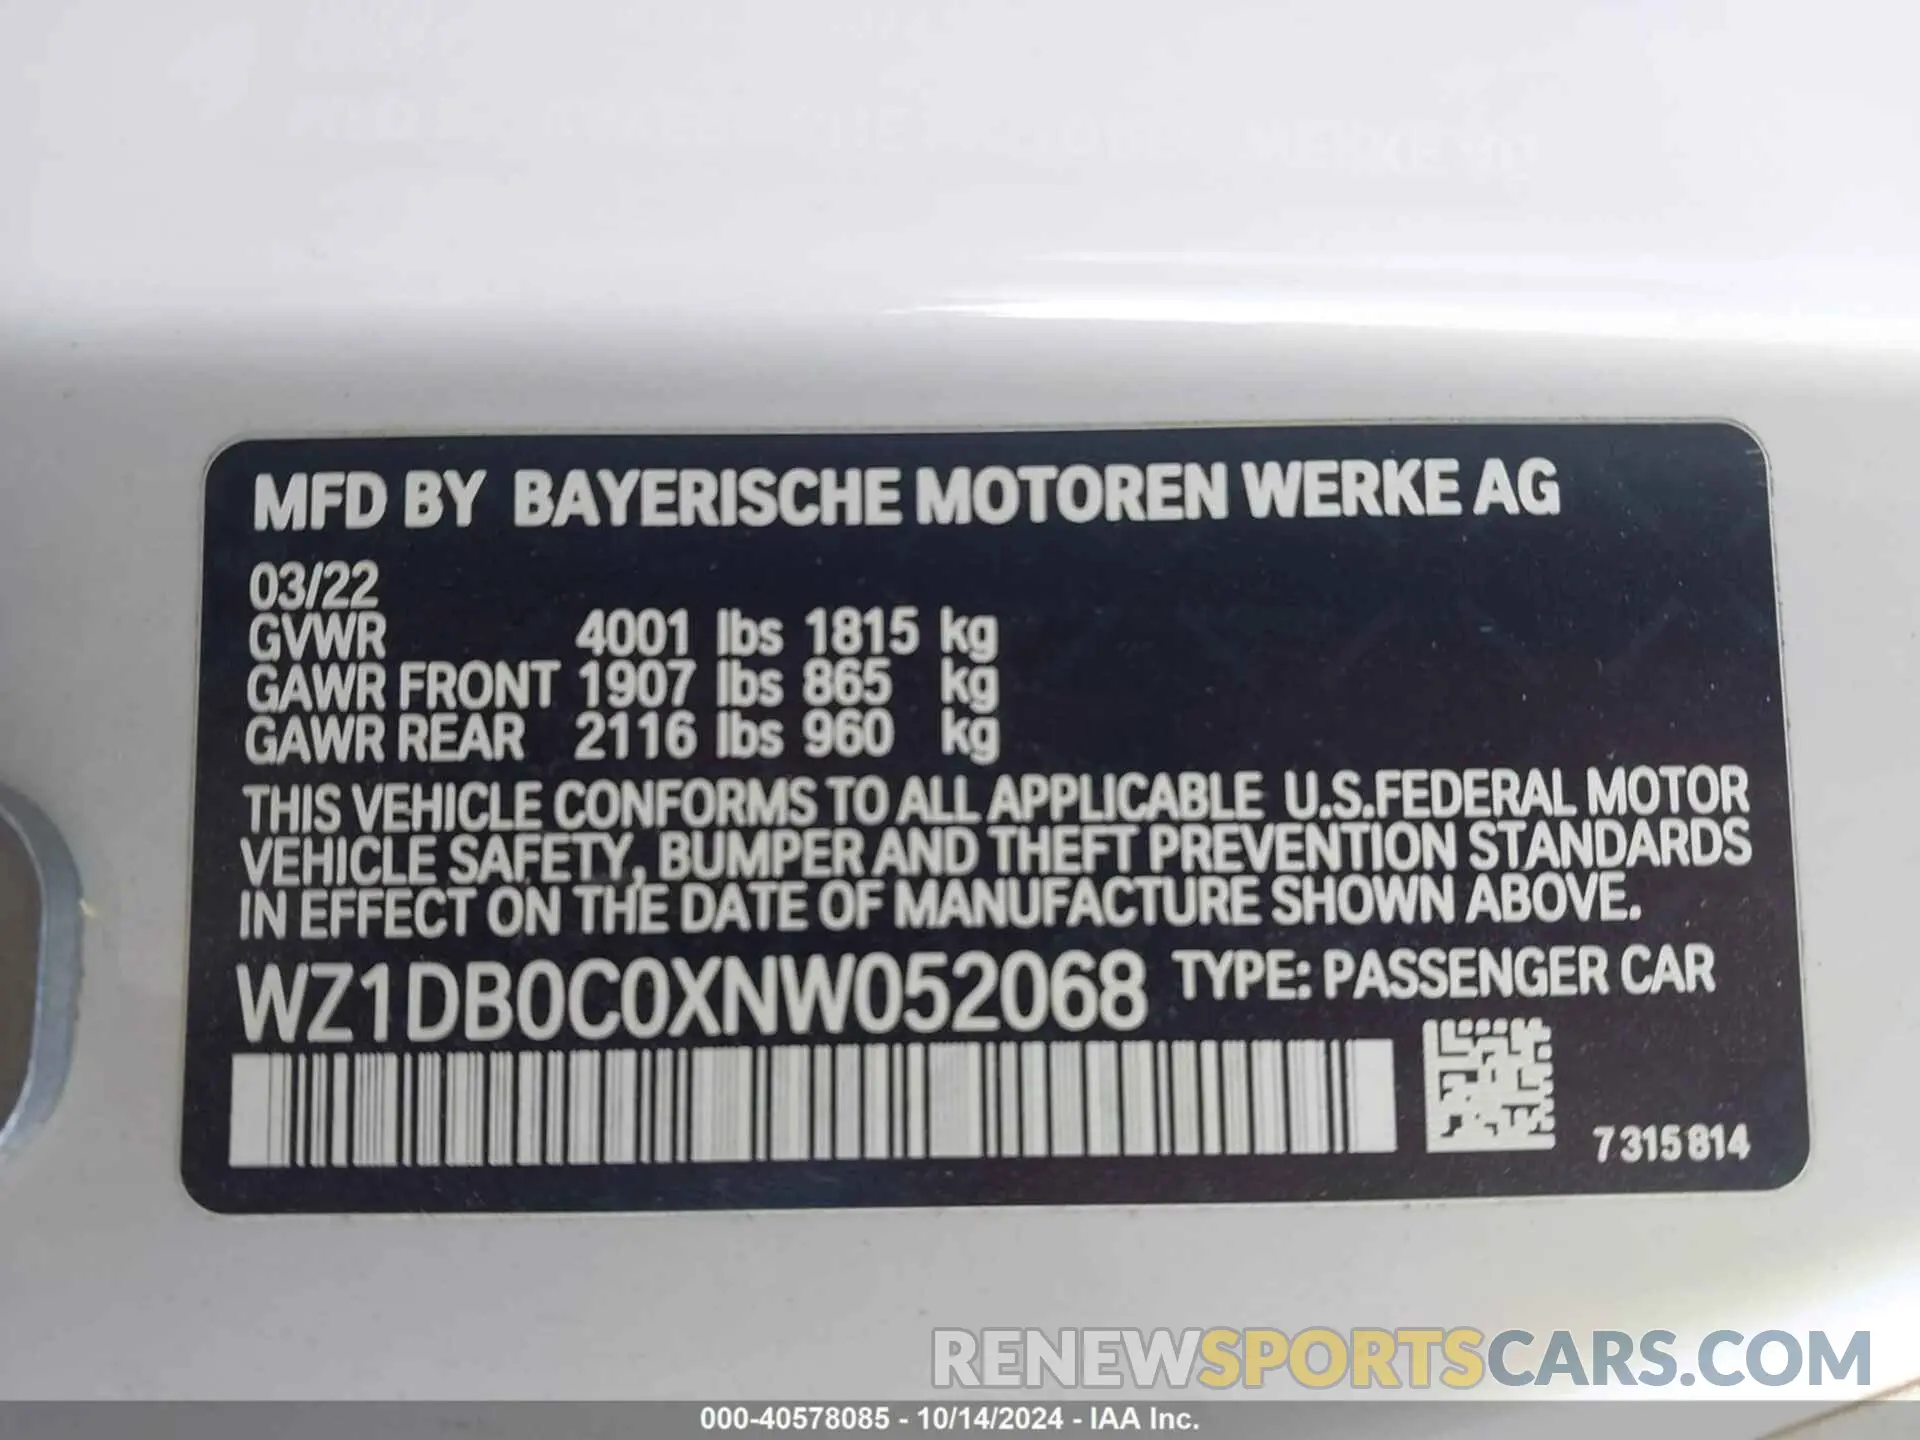 MFD BY BAYERISCHE MOTOREN WERKE AG
03/22
GVWR 4001 lbs 1815 kg
GAWR FRONT 1907 lbs 865 kg
GAWR REAR 2116 lbs 960 kg
THIS VEHICLE CONFORMS TO ALL APPLICABLE U.S.FEDERAL MOTOR
VEHICLE SAFETY, BUMPER AND THEFT PREVENTION STANDARDS
IN EFFECT ON THE DATE OF MANUFACTURE SHOWN ABOVE.
WZ1DB0C0XNW052068 TYPE: PASSENGER CAR
7315814
RENEWSPORTSCARS.COM
000-40578085 - 10/14/2024 - IAA Inc.